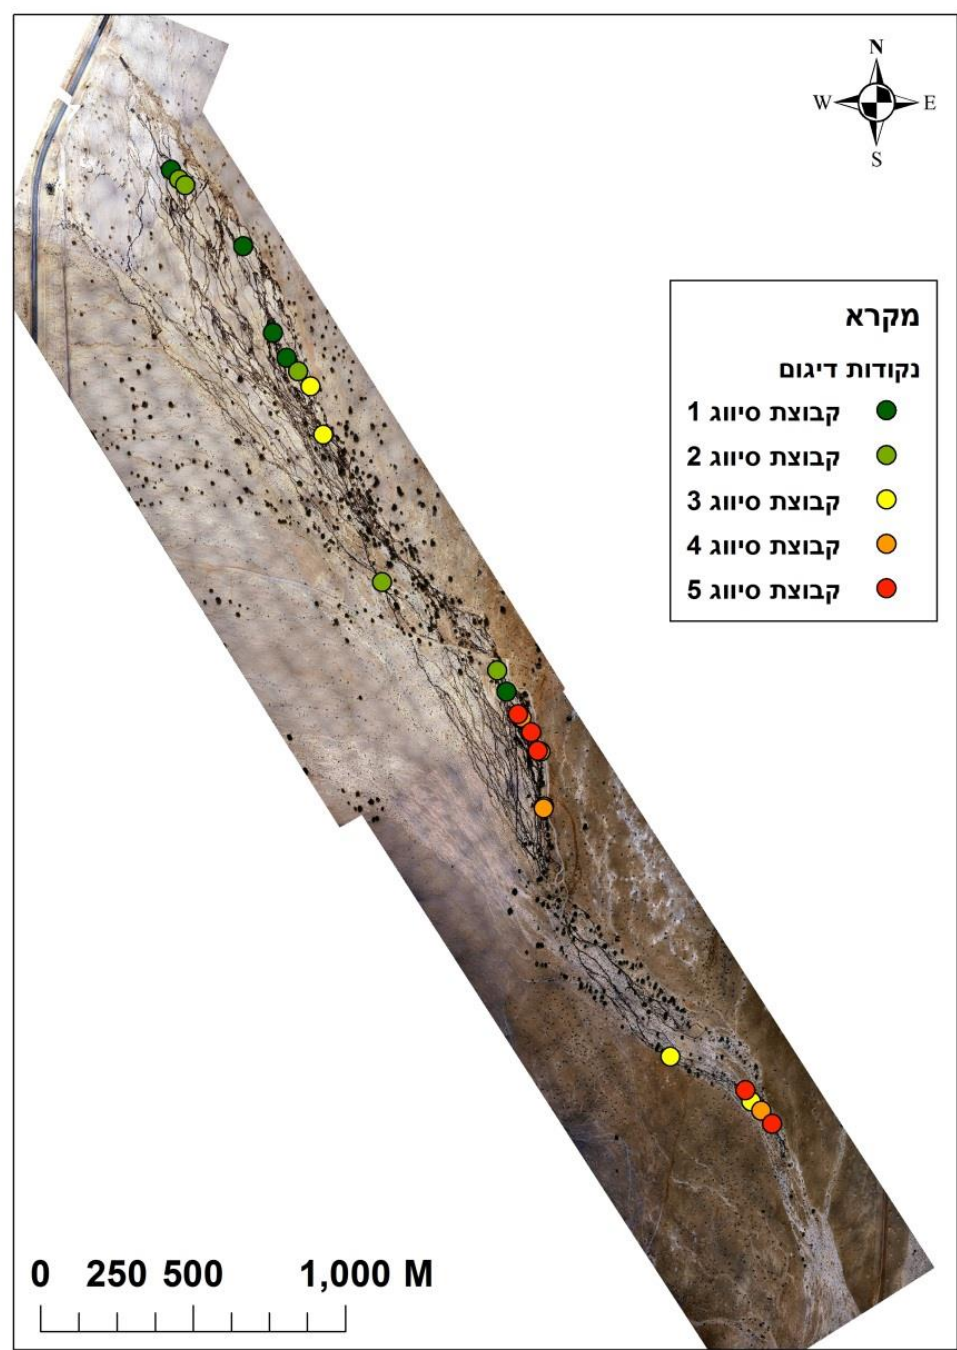 N
W E
S
מקרא
נקודות דיגום
קבוצת סיווג 1
קבוצת סיווג 2
קבוצת סיווג 3
קבוצת סיווג 4
קבוצת סיווג 5
0 250 500 1,000 M